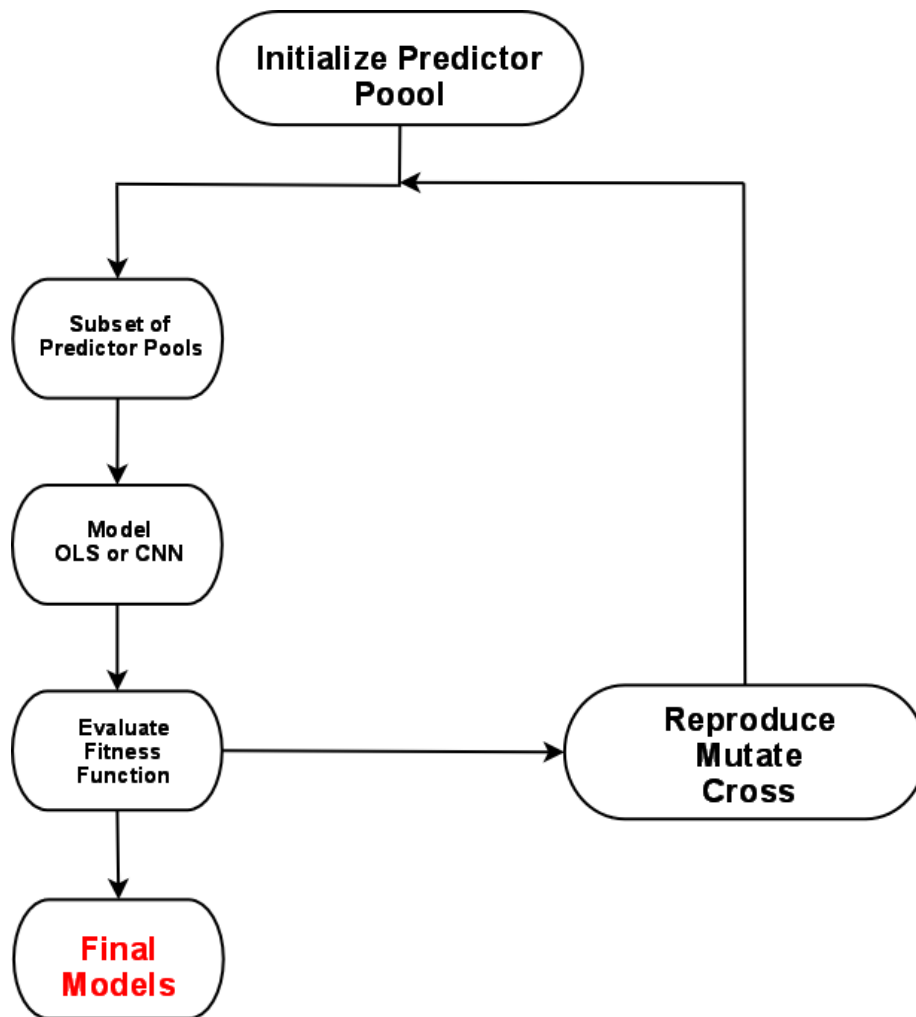 Initialize Predictor
Poool
Subset of
Predictor Pools
Model
OLS or CNN
Evaluate
Fitness
Function
Reproduce
Mutate
Cross
Final
Models